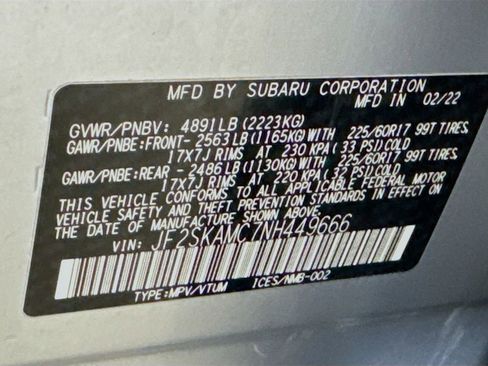 MFD BY SUBARU CORPORATION
MFD IN 02/22
GVWR/PNBV: 4891LB (2223KG)
GAWR/PNBE:FRONT- 2563LB (1165KG)WITH 225/60R17 99T TIRES,
17X7J RIMS AT 230 KPA (33 PSI)COLD
GAWR/PNBE:REAR - 2486LB (1130KG)WITH 225/60R17 99T TIRES,
17X7J RIMS AT 220 KPA (32 PSI)COLD
THIS VEHICLE CONFORMS TO ALL APPLICABLE FEDERAL MOTOR
VEHICLE SAFETY AND THEFT PREVENTION STANDARDS IN EFFECT ON
THE DATE OF MANUFACTURE SHOWN ABOVE.
VIN: JF2SKAMC7NH449666
TYPE:MPV/VTUM ICES/NMB-002